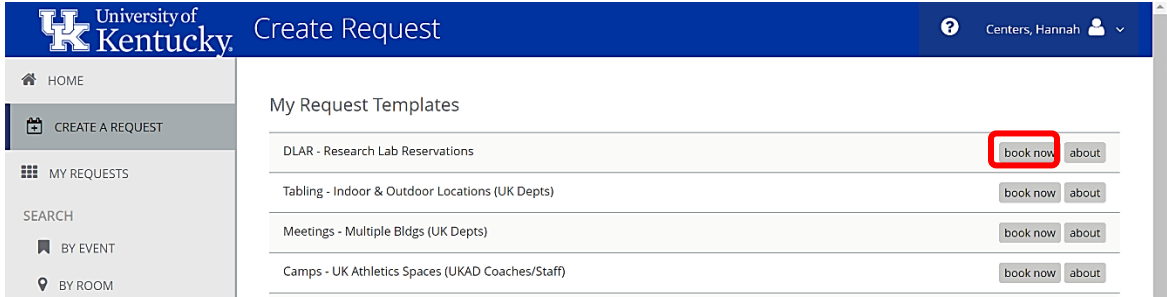 University of
Kentucky.
Create Request
? Centers, Hannah
HOME
CREATE A REQUEST
MY REQUESTS
SEARCH
BY EVENT
BY ROOM
My Request Templates
DLAR - Research Lab Reservations book now about
Tabling - Indoor & Outdoor Locations (UK Depts) book now about
Meetings - Multiple Bldgs (UK Depts) book now about
Camps - UK Athletics Spaces (UKAD Coaches/Staff) book now about